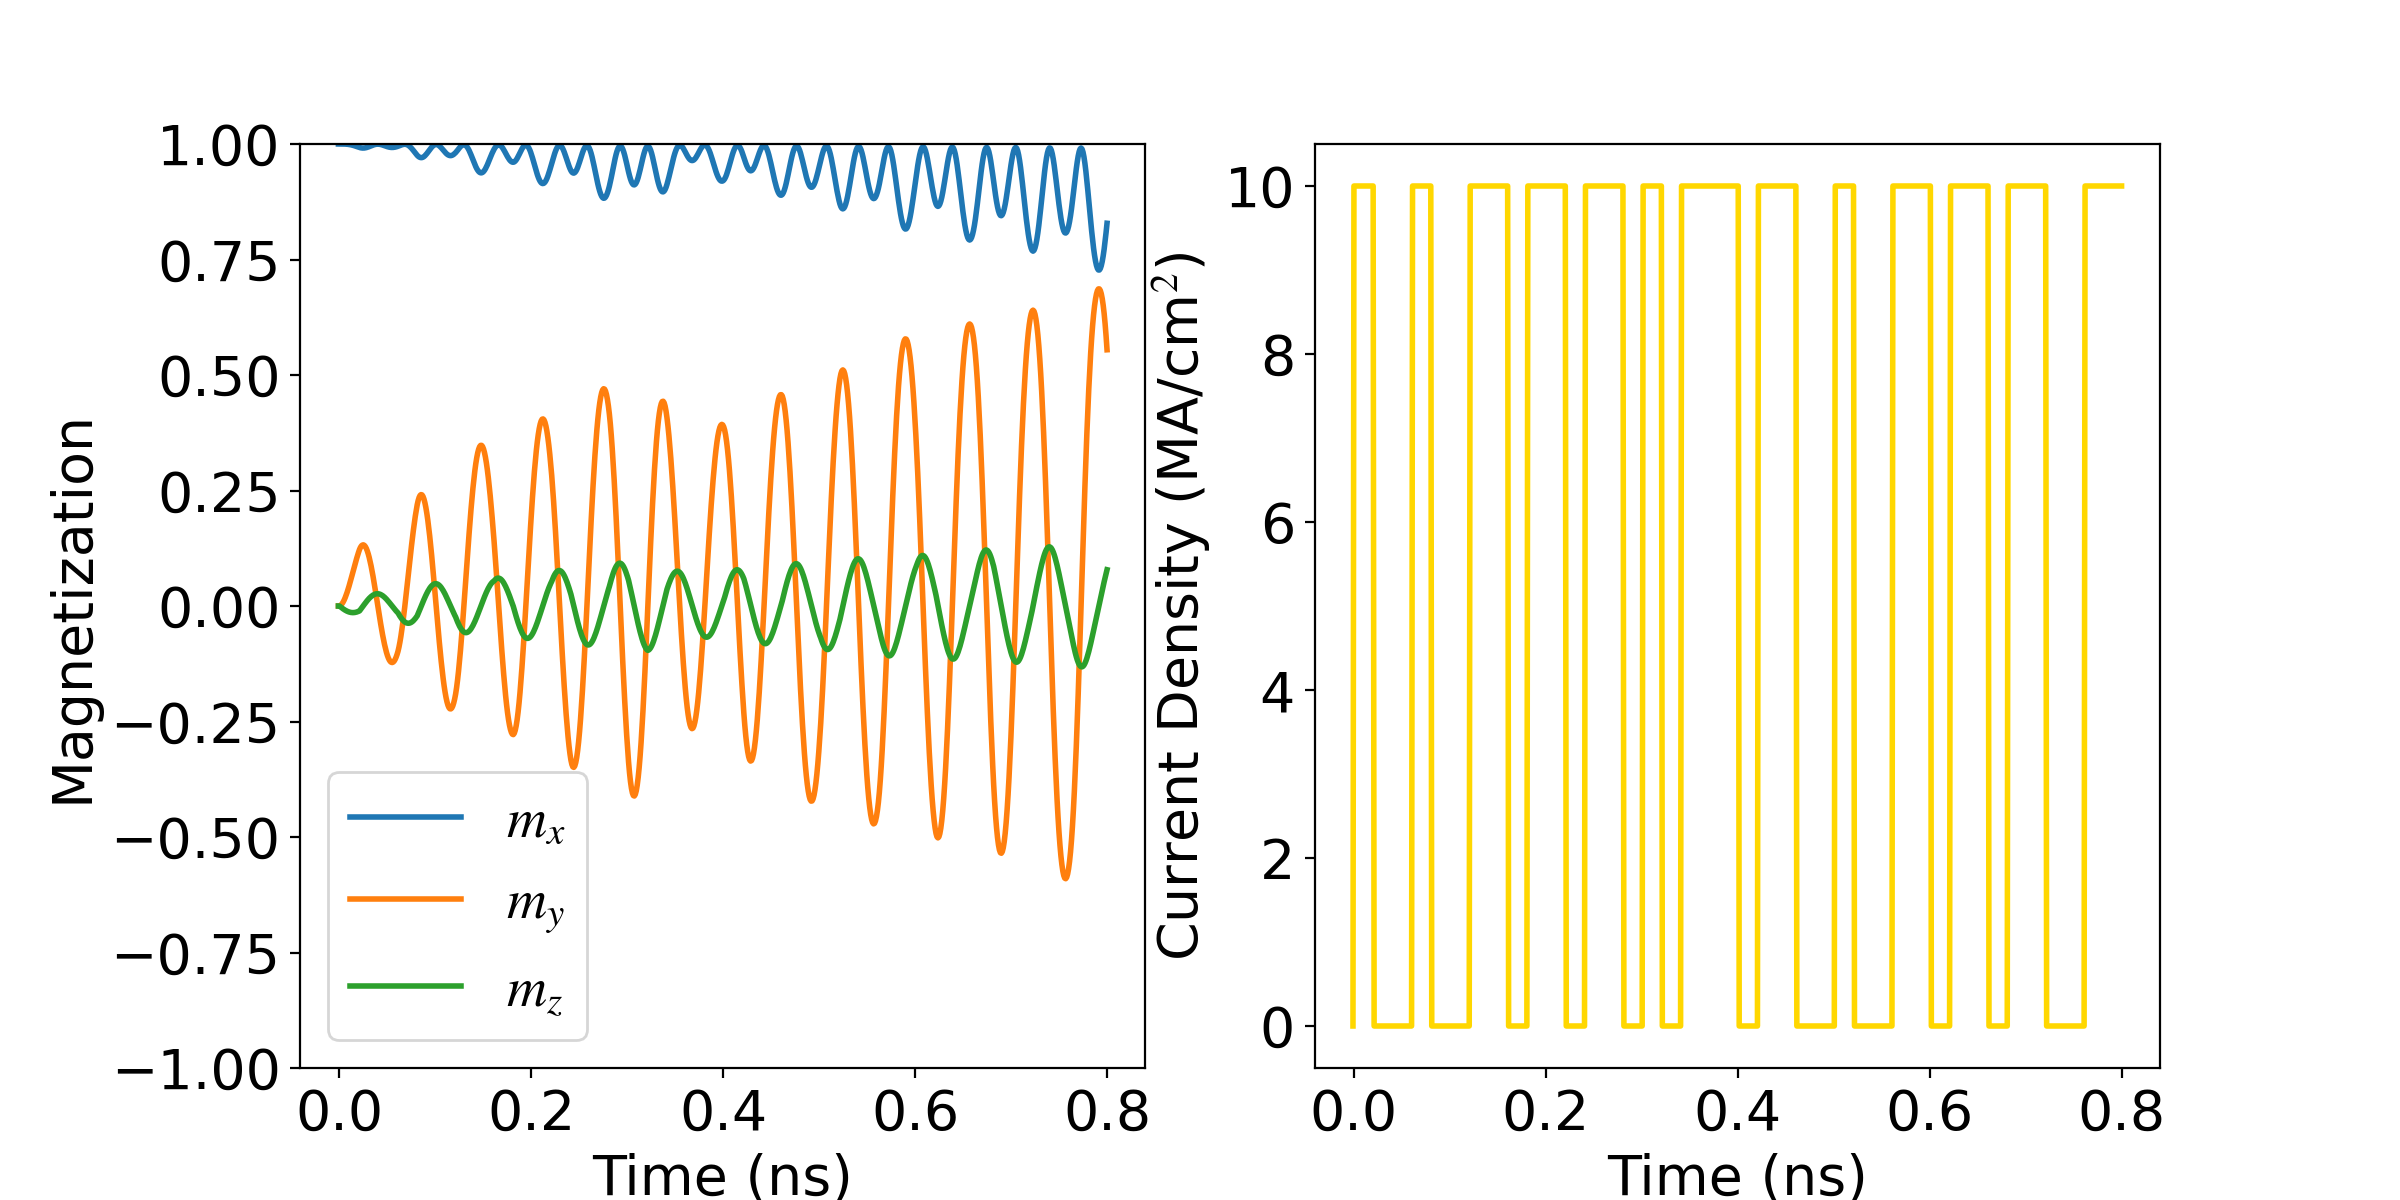 Magnetization
1.00
0.75
0.50
0.25
0.00
−0.25
−0.50
−0.75
−1.00
0.0 0.2 0.4 0.6 0.8
Time (ns)
m_x
m_y
m_z
Current Density (MA/cm²)
10
8
6
4
2
0
0.0 0.2 0.4 0.6 0.8
Time (ns)